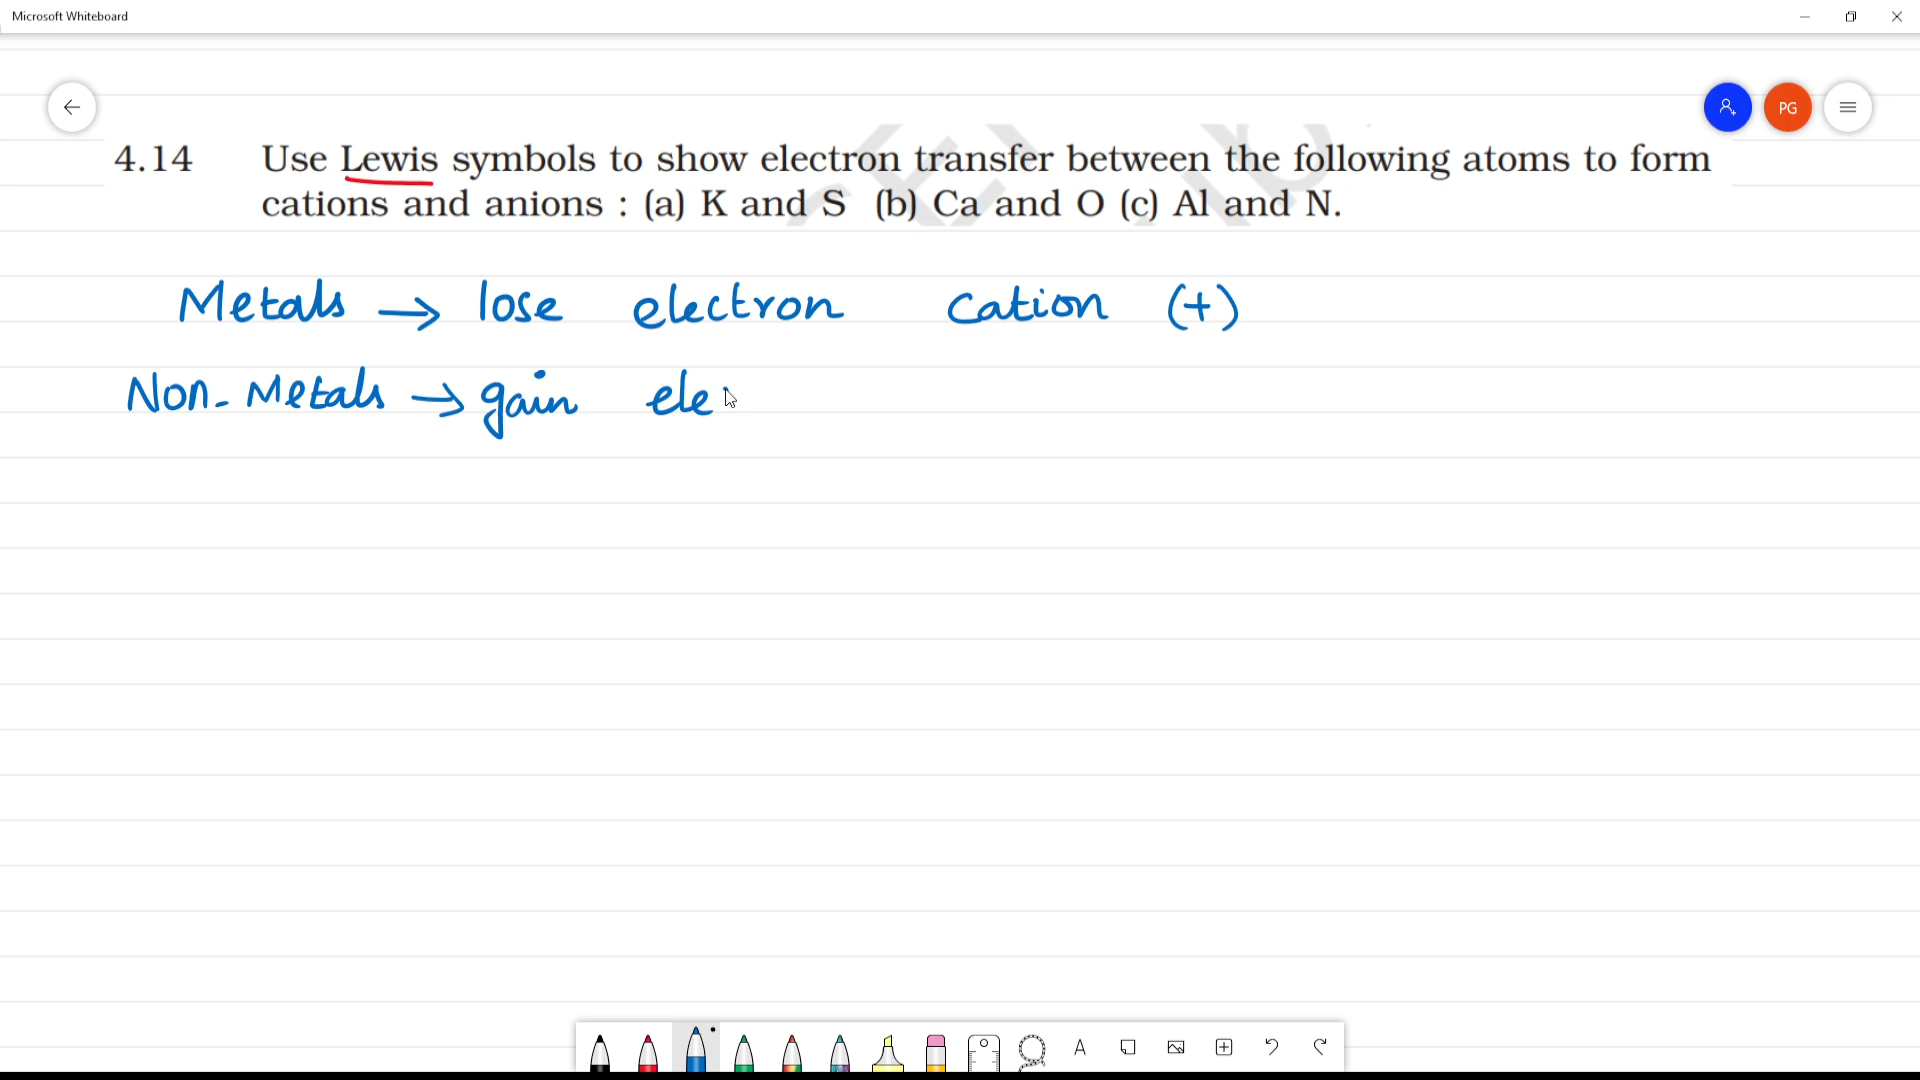 Microsoft Whiteboard
PG
4.14 Use Lewis symbols to show electron transfer between the following atoms to form
cations and anions : (a) K and S (b) Ca and O (c) Al and N.
Metals → lose electron cation (+)
Non-Metals → gain ele
A